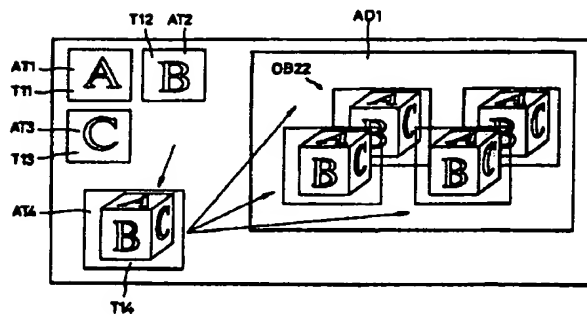 T12 AT2 AD1
AT1 A B OB22
T11
AT3 C
T13
A A
B C B C
A A
B C B C
AT4 A
B C
T14